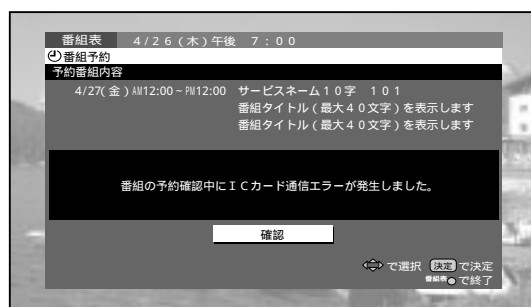 番組表 4/26(木)午後 7:00
番組予約
予約番組内容
4/27(金)AM12:00~PM12:00 サービスネーム10字 101
番組タイトル(最大40文字)を表示します
番組タイトル(最大40文字)を表示します
番組の予約確認中にICカード通信エラーが発生しました。
確認
で選択 決定 で決定
番組表 で終了